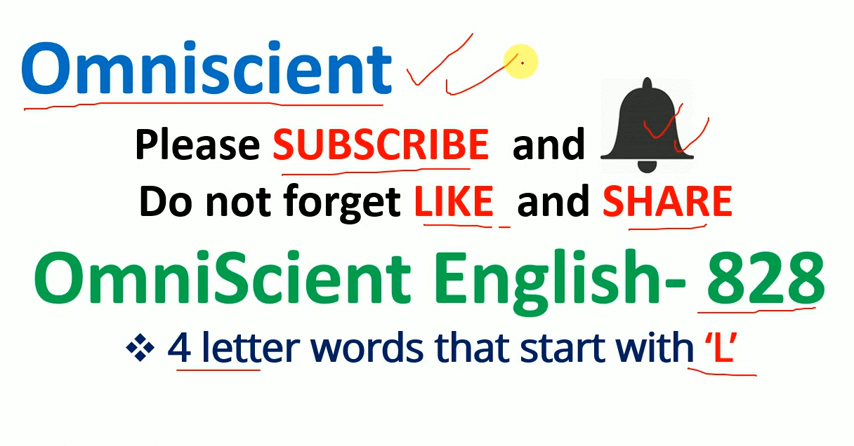 Omniscient
Please SUBSCRIBE and
Do not forget LIKE and SHARE
OmniScient English- 828
❖ 4 letter words that start with ‘L’